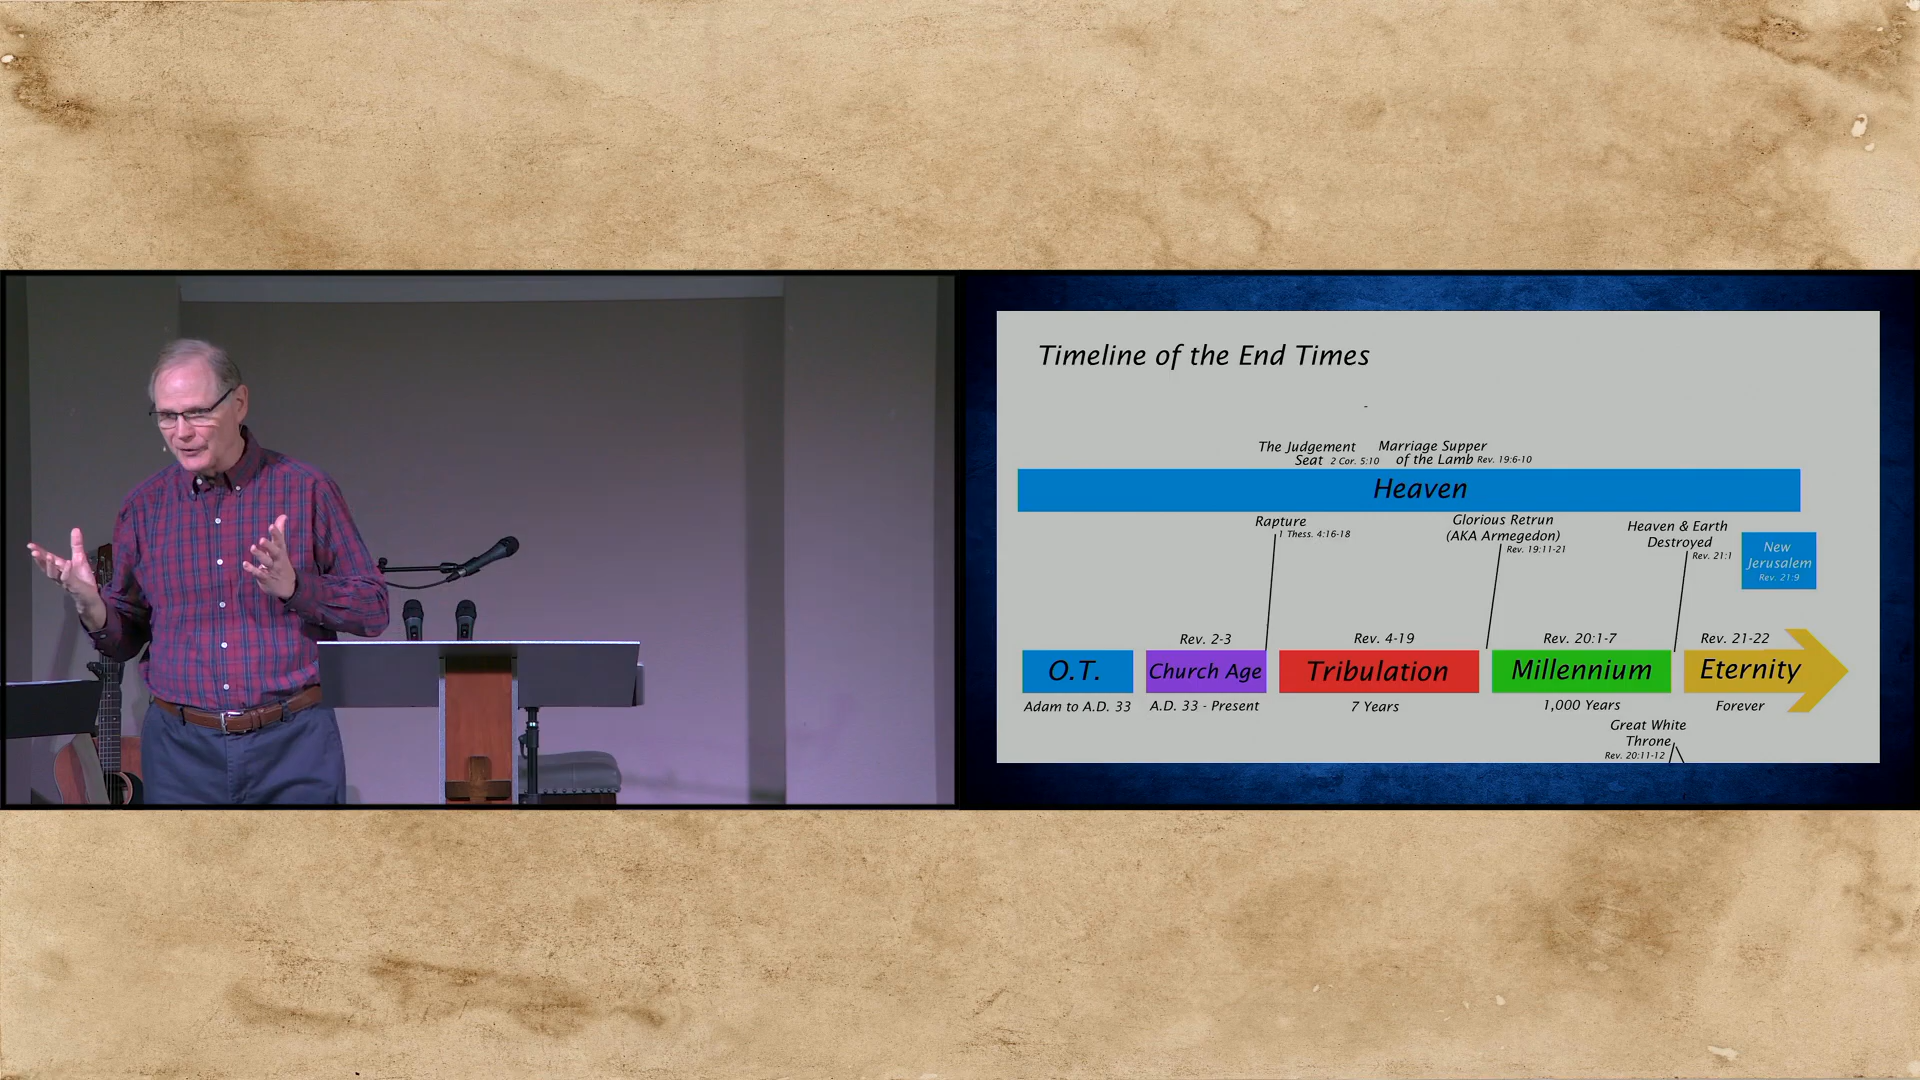 Timeline of the End Times
-
The Judgement
Seat 2 Cor. 5:10
Marriage Supper
of the Lamb Rev. 19:6-10
Heaven
Rapture
1 Thess. 4:16-18
Glorious Retrun
(AKA Armegedon)
Rev. 19:11-21
Heaven & Earth
Destroyed
Rev. 21:1
New
Jerusalem
Rev. 21:9
Rev. 2-3
Rev. 4-19
Rev. 20:1-7
Rev. 21-22
O.T.
Church Age
Tribulation
Millennium
Eternity
Adam to A.D. 33
A.D. 33 - Present
7 Years
1,000 Years
Forever
Great White
Throne
Rev. 20:11-12